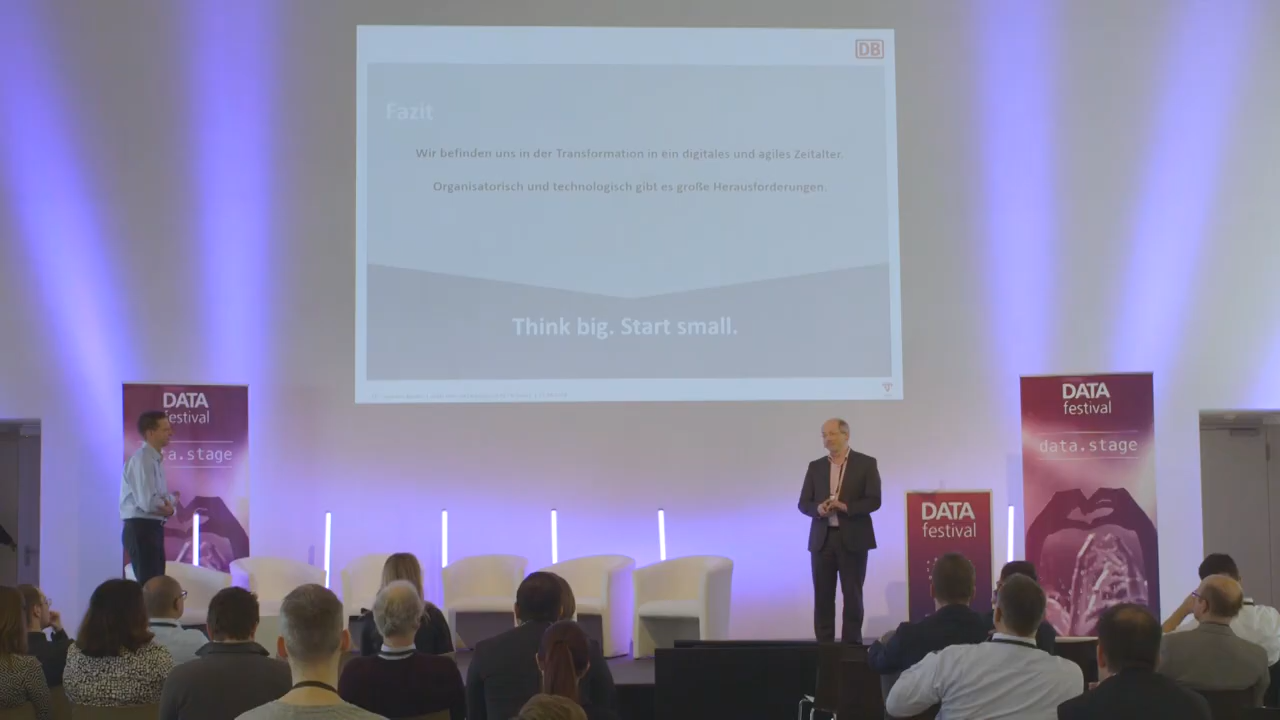 DB
Fazit
Wir befinden uns in der Transformation in ein digitales und agiles Zeitalter.
Organisatorisch und technologisch gibt es große Herausforderungen.
Think big. Start small.
DATA
festival
a.stage
DATA
festival
data.stage
DATA
festival